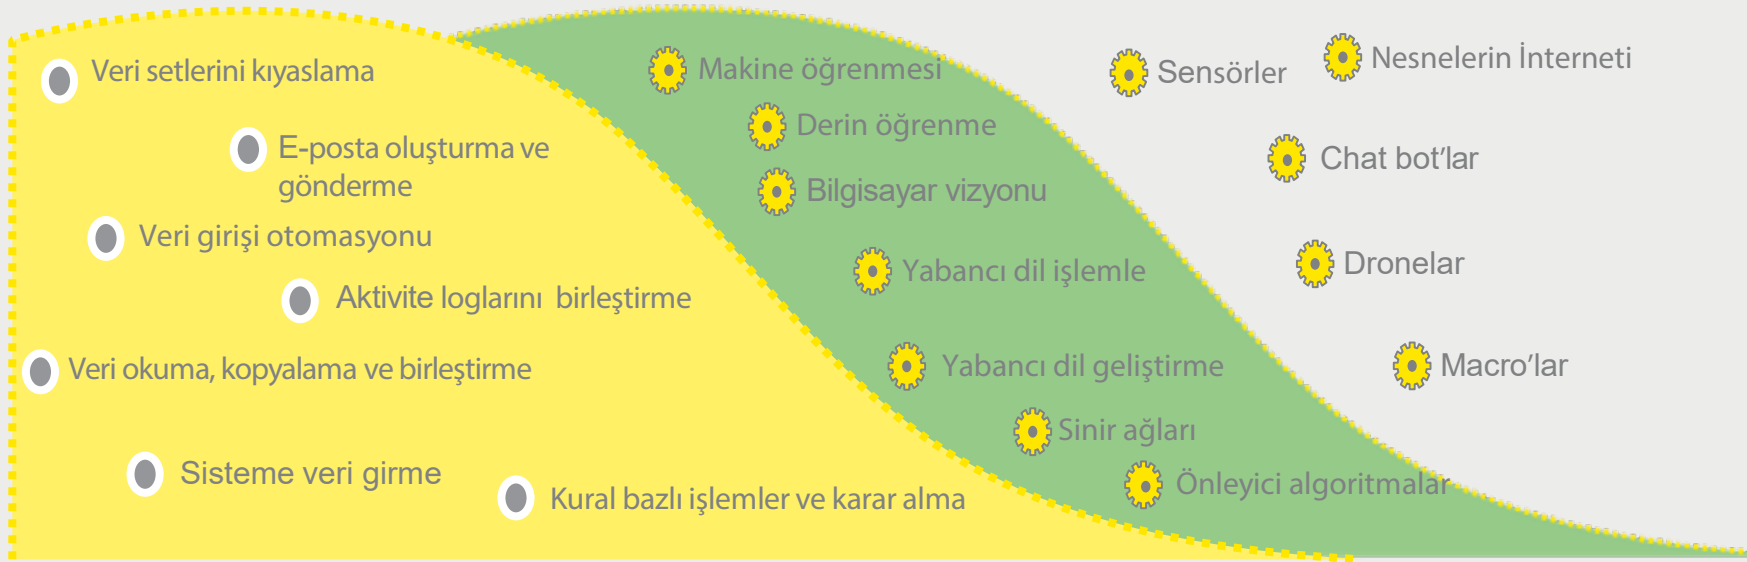 Veri setlerini kıyaslama
E-posta oluşturma ve
gönderme
Veri girişi otomasyonu
Aktivite loglarını birleştirme
Veri okuma, kopyalama ve birleştirme
Sisteme veri girme
Kural bazlı işlemler ve karar alma
Makine öğrenmesi
Derin öğrenme
Bilgisayar vizyonu
Yabancı dil işlemle
Yabancı dil geliştirme
Sinir ağları
Önleyici algoritmalar
Sensörler
Nesnelerin İnterneti
Chat bot’lar
Dronelar
Macro’lar